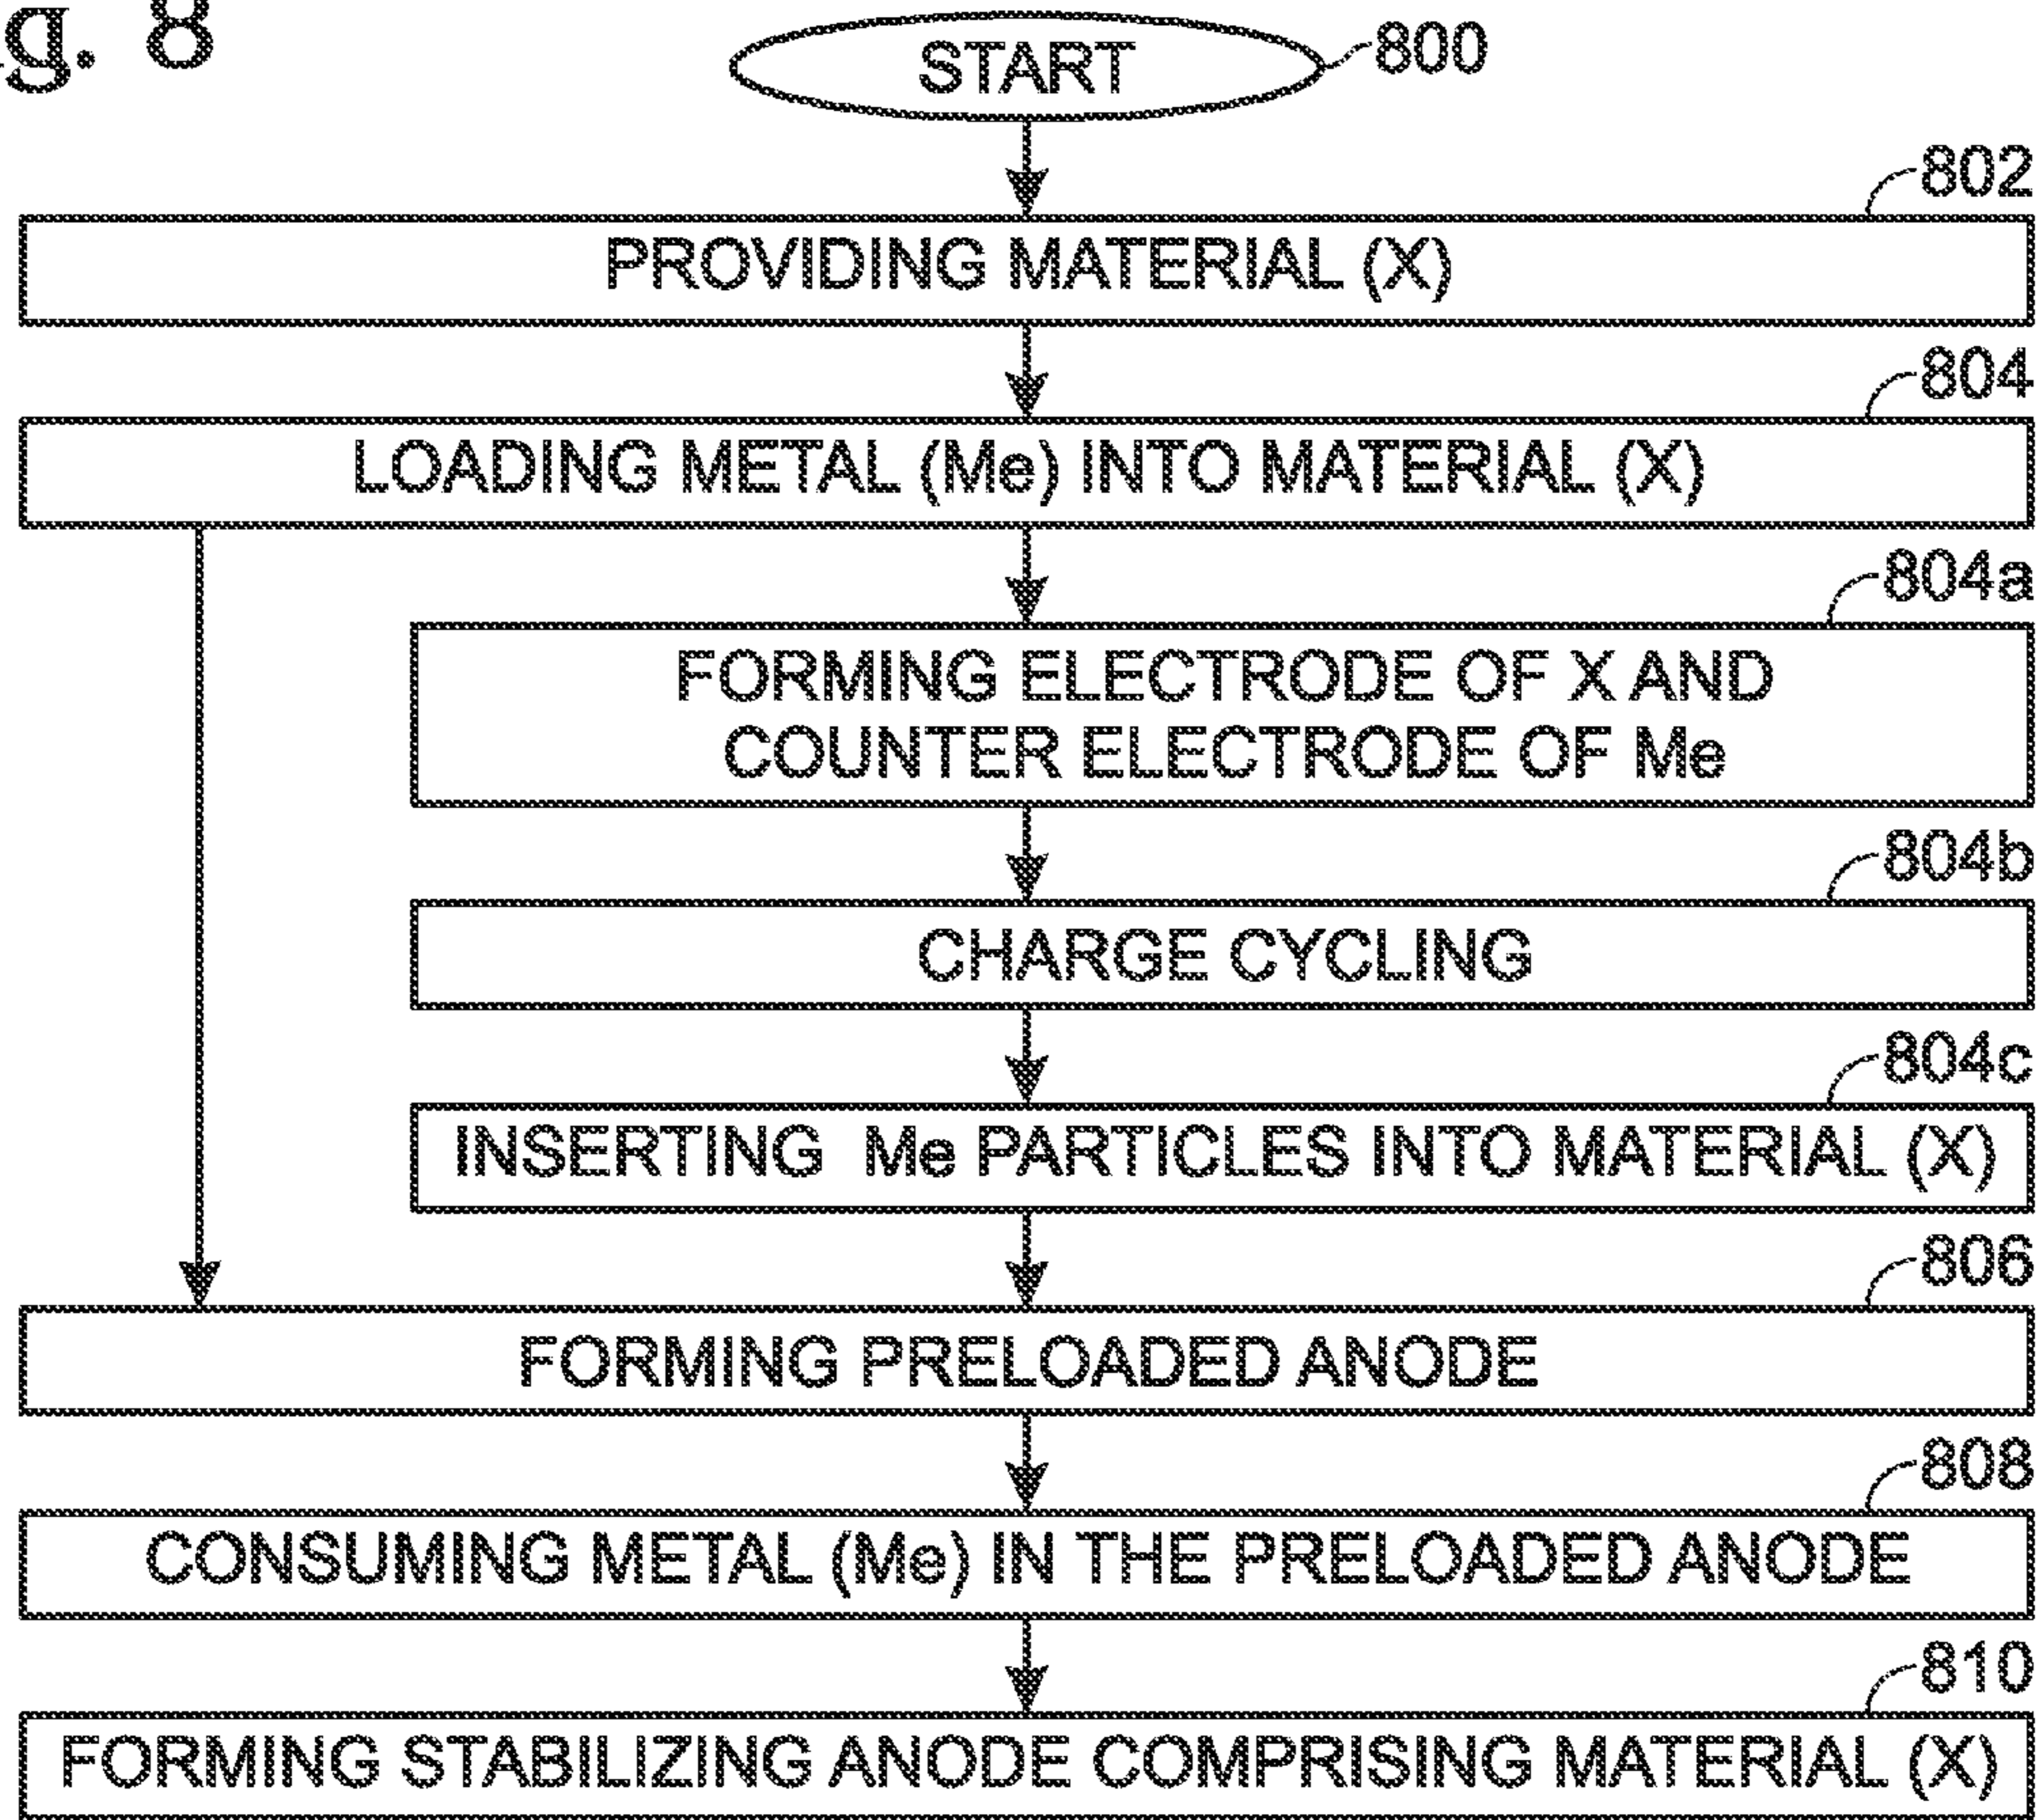 g. 8
START
800
802
PROVIDING MATERIAL (X)
804
LOADING METAL (Me) INTO MATERIAL (X)
804a
FORMING ELECTRODE OF X AND
COUNTER ELECTRODE OF Me
804b
CHARGE CYCLING
804c
INSERTING Me PARTICLES INTO MATERIAL (X)
806
FORMING PRELOADED ANODE
808
CONSUMING METAL (Me) IN THE PRELOADED ANODE
810
FORMING STABILIZING ANODE COMPRISING MATERIAL (X)